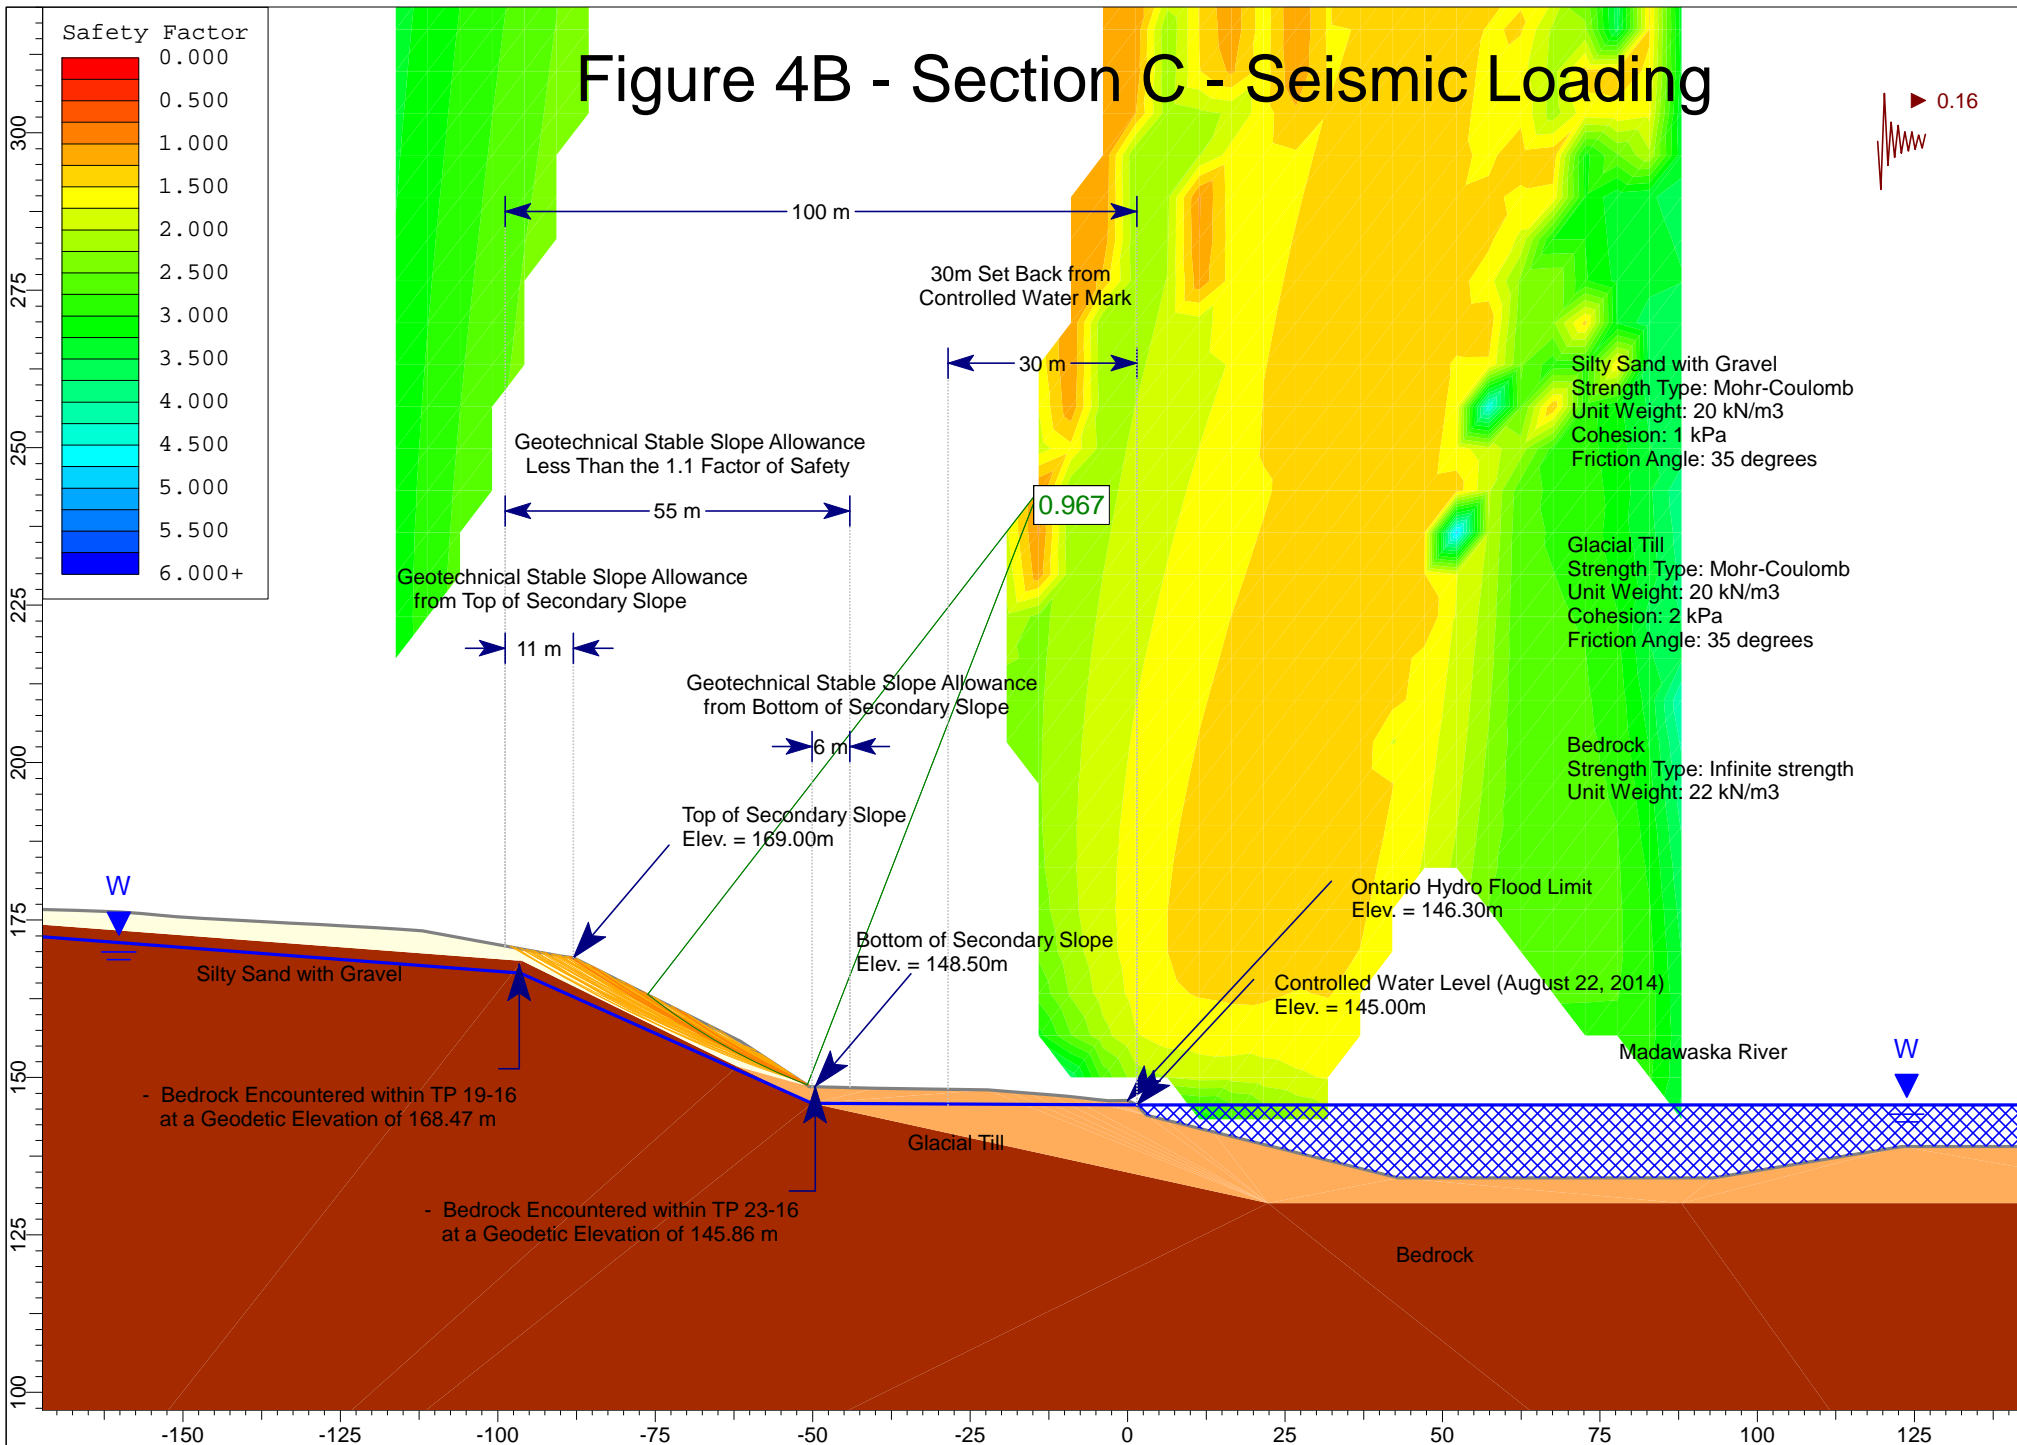 Safety Factor
0.000
0.500
1.000
1.500
2.000
2.500
3.000
3.500
4.000
4.500
5.000
5.500
6.000+
Figure 4B - Section C - Seismic Loading
0.16
100 m
30m Set Back from
Controlled Water Mark
30 m
Geotechnical Stable Slope Allowance
Less Than the 1.1 Factor of Safety
55 m
0.967
Geotechnical Stable Slope Allowance
from Top of Secondary Slope
11 m
Geotechnical Stable Slope Allowance
from Bottom of Secondary Slope
6 m
Silty Sand with Gravel
Strength Type: Mohr-Coulomb
Unit Weight: 20 kN/m3
Cohesion: 1 kPa
Friction Angle: 35 degrees
Glacial Till
Strength Type: Mohr-Coulomb
Unit Weight: 20 kN/m3
Cohesion: 2 kPa
Friction Angle: 35 degrees
Bedrock
Strength Type: Infinite strength
Unit Weight: 22 kN/m3
Top of Secondary Slope
Elev. = 169.00m
W
Ontario Hydro Flood Limit
Elev. = 146.30m
Bottom of Secondary Slope
Elev. = 148.50m
Silty Sand with Gravel
Controlled Water Level (August 22, 2014)
Elev. = 145.00m
Madawaska River
W
- Bedrock Encountered within TP 19-16
at a Geodetic Elevation of 168.47 m
Glacial Till
- Bedrock Encountered within TP 23-16
at a Geodetic Elevation of 145.86 m
Bedrock
300
275
250
225
200
175
150
125
100
-150
-125
-100
-75
-50
-25
0
25
50
75
100
125